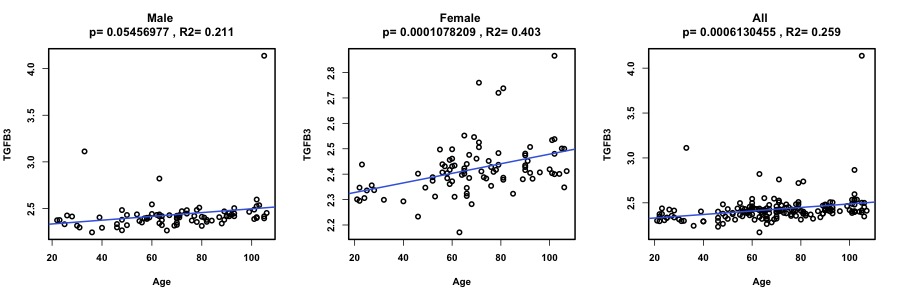 Male
p= 0.05456977 , R2= 0.211
TGFB3
4.0
3.5
3.0
2.5
20 40 60 80 100
Age
Female
p= 0.0001078209 , R2= 0.403
TGFB3
2.8
2.7
2.6
2.5
2.4
2.3
2.2
20 40 60 80 100
Age
All
p= 0.0006130455 , R2= 0.259
TGFB3
4.0
3.5
3.0
2.5
20 40 60 80 100
Age